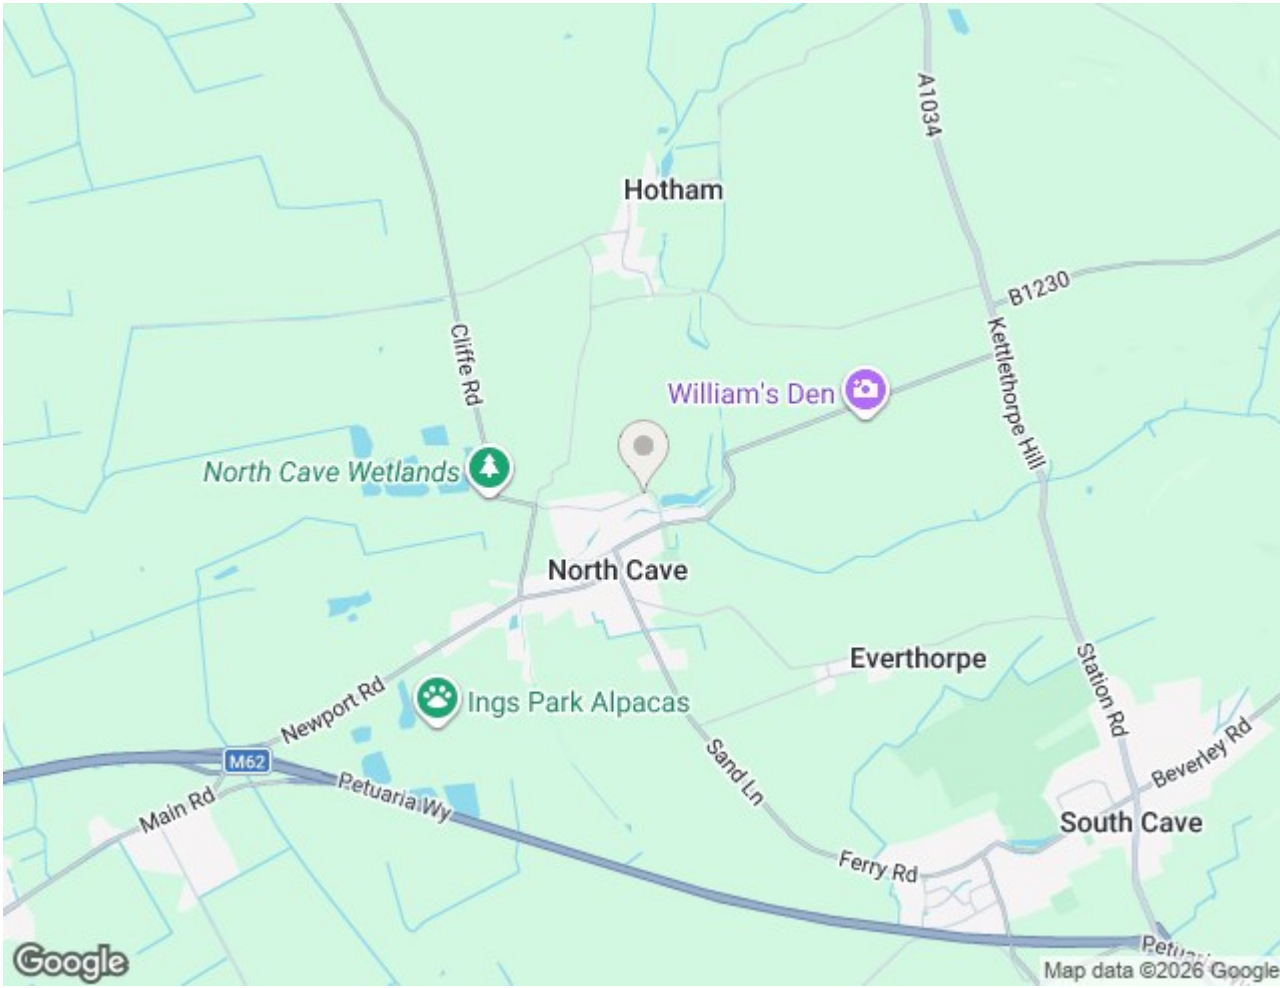 A1034
Hotham
B1230
Cliffe Rd
Kettlethorpe Hill
William's Den
North Cave Wetlands
North Cave
Everthorpe
Station Rd
Ings Park Alpacas
Newport Rd
Beverley Rd
Sand Ln
M62
Petuaria Wy
Main Rd
South Cave
Ferry Rd
Petuaria Wy
Google
Map data ©2026 Google